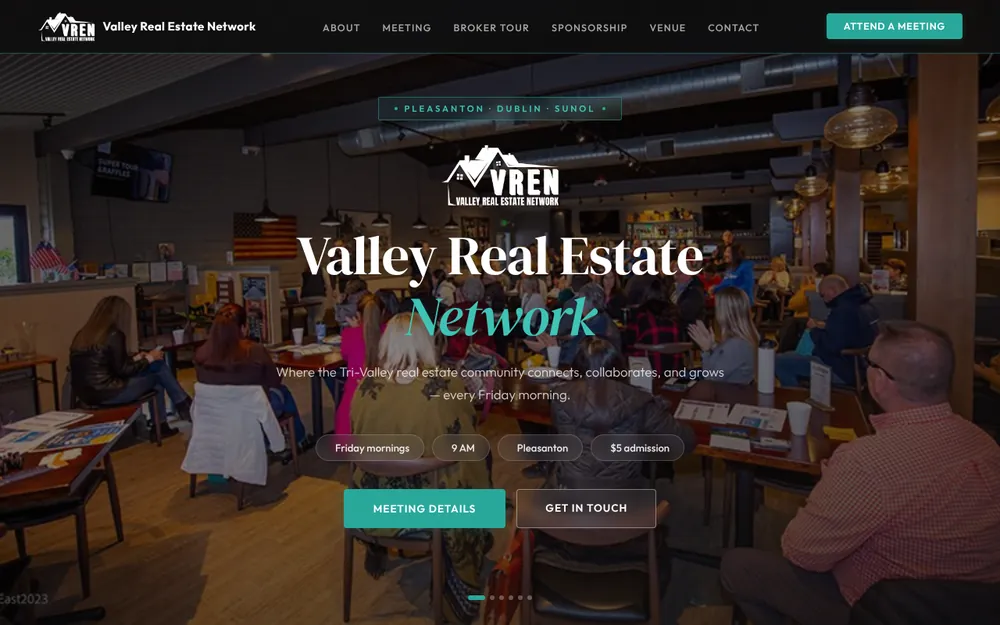 VREN
VALLEY REAL ESTATE NETWORK
Valley Real Estate Network
ABOUT
MEETING
BROKER TOUR
SPONSORSHIP
VENUE
CONTACT
ATTEND A MEETING
• PLEASANTON · DUBLIN · SUNOL •
SUPER TOUR
RAFFLES
VREN
VALLEY REAL ESTATE NETWORK
Valley Real Estate
Network
Where the Tri-Valley real estate community connects, collaborates, and grows
— every Friday morning.
Friday mornings
9 AM
Pleasanton
$5 admission
MEETING DETAILS
GET IN TOUCH
East2023